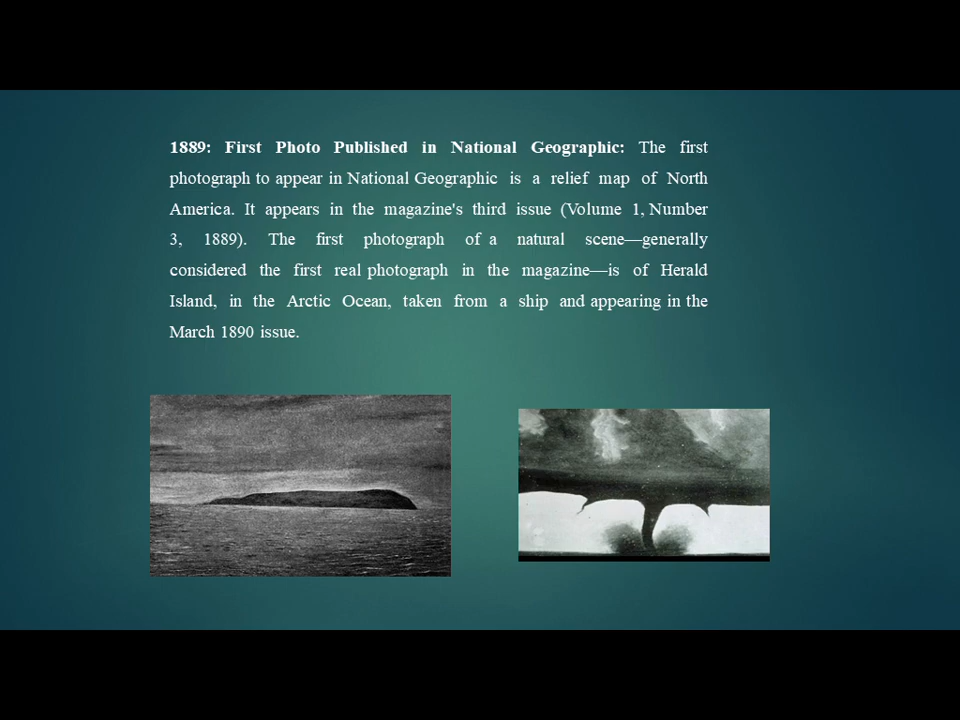 1889: First Photo Published in National Geographic: The first
photograph to appear in National Geographic is a relief map of North
America. It appears in the magazine's third issue (Volume 1, Number
3, 1889). The first photograph of a natural scene—generally
considered the first real photograph in the magazine—is of Herald
Island, in the Arctic Ocean, taken from a ship and appearing in the
March 1890 issue.